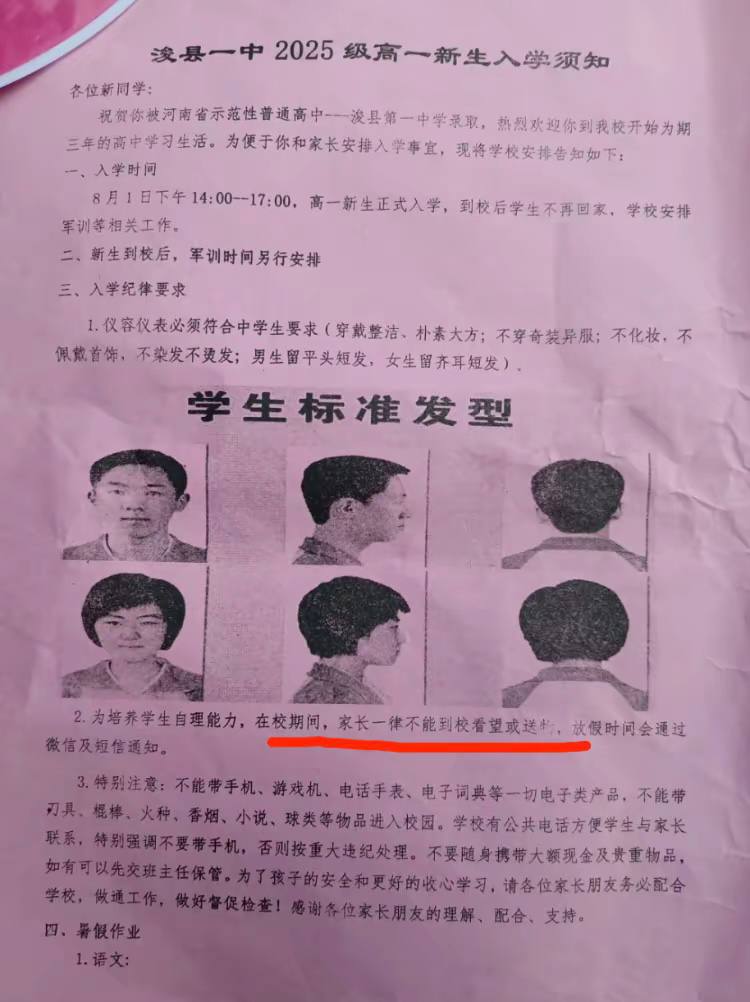 浚县一中 2025 级高一新生入学须知
各位新同学：
祝贺你被河南省示范性普通高中---浚县第一中学录取，热烈欢迎你到我校开始为期
三年的高中学习生活。为便于你和家长安排入学事宜，现将学校安排告知如下：
一、入学时间
8 月 1 日下午 14:00--17:00，高一新生正式入学，到校后学生不再回家，学校安排
军训等相关工作。
二、新生到校后，军训时间另行安排
三、入学纪律要求
1.仪容仪表必须符合中学生要求（穿戴整洁、朴素大方；不穿奇装异服；不化妆，不
佩戴首饰，不染发不烫发；男生留平头短发，女生留齐耳短发）．
学生标准发型
2.为培养学生自理能力，在校期间，家长一律不能到校看望或送物，放假时间会通过
微信及短信通知。
3.特别注意：不能带手机、游戏机、电话手表、电子词典等一切电子类产品，不能带
刃具、棍棒、火种、香烟、小说、球类等物品进入校园。学校有公共电话方便学生与家长
联系，特别强调不要带手机，否则按重大违纪处理。不要随身携带大额现金及贵重物品，
如有可以先交班主任保管。为了孩子的安全和更好的收心学习，请各位家长朋友务必配合
学校，做通工作，做好督促检查！感谢各位家长朋友的理解、配合、支持。
四、暑假作业
1.语文：